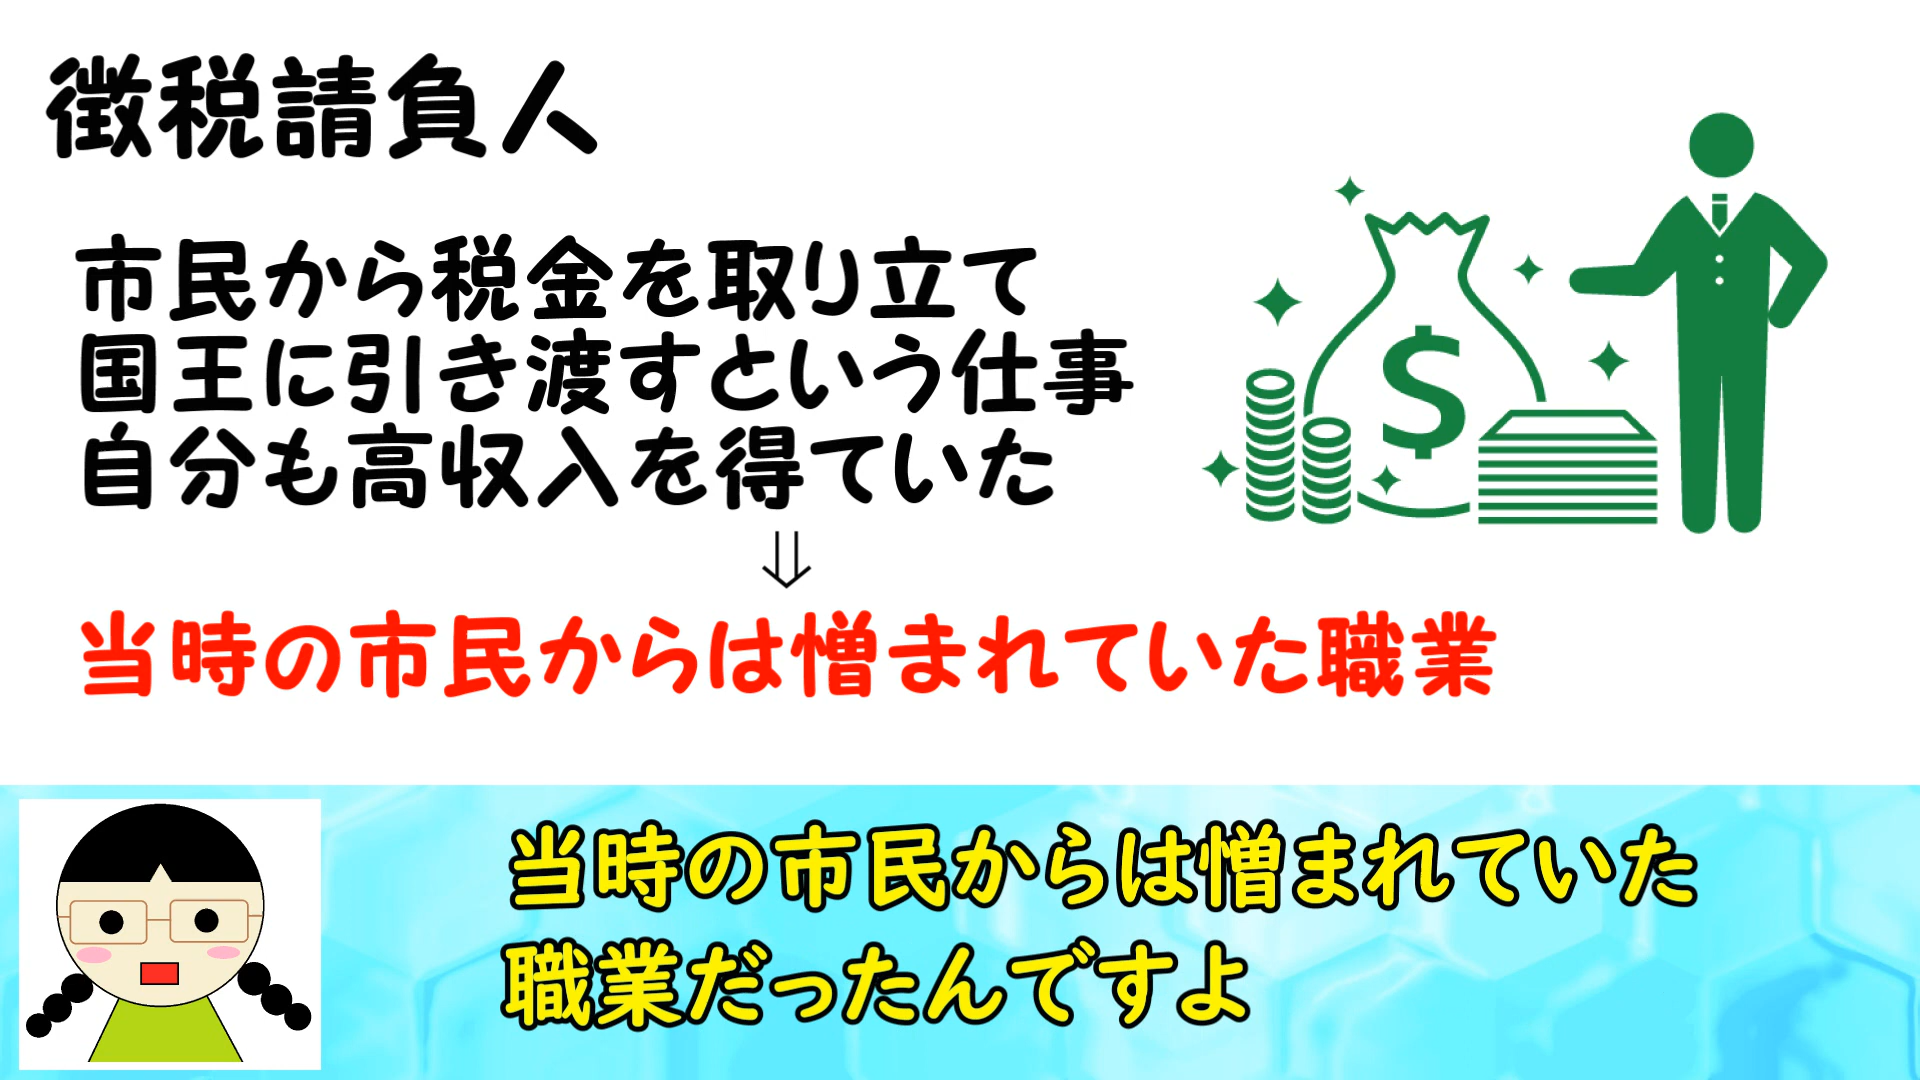 徴税請負人
市民から税金を取り立て
国王に引き渡すという仕事
自分も高収入を得ていた
⇓
当時の市民からは憎まれていた職業
$
当時の市民からは憎まれていた
職業だったんですよ